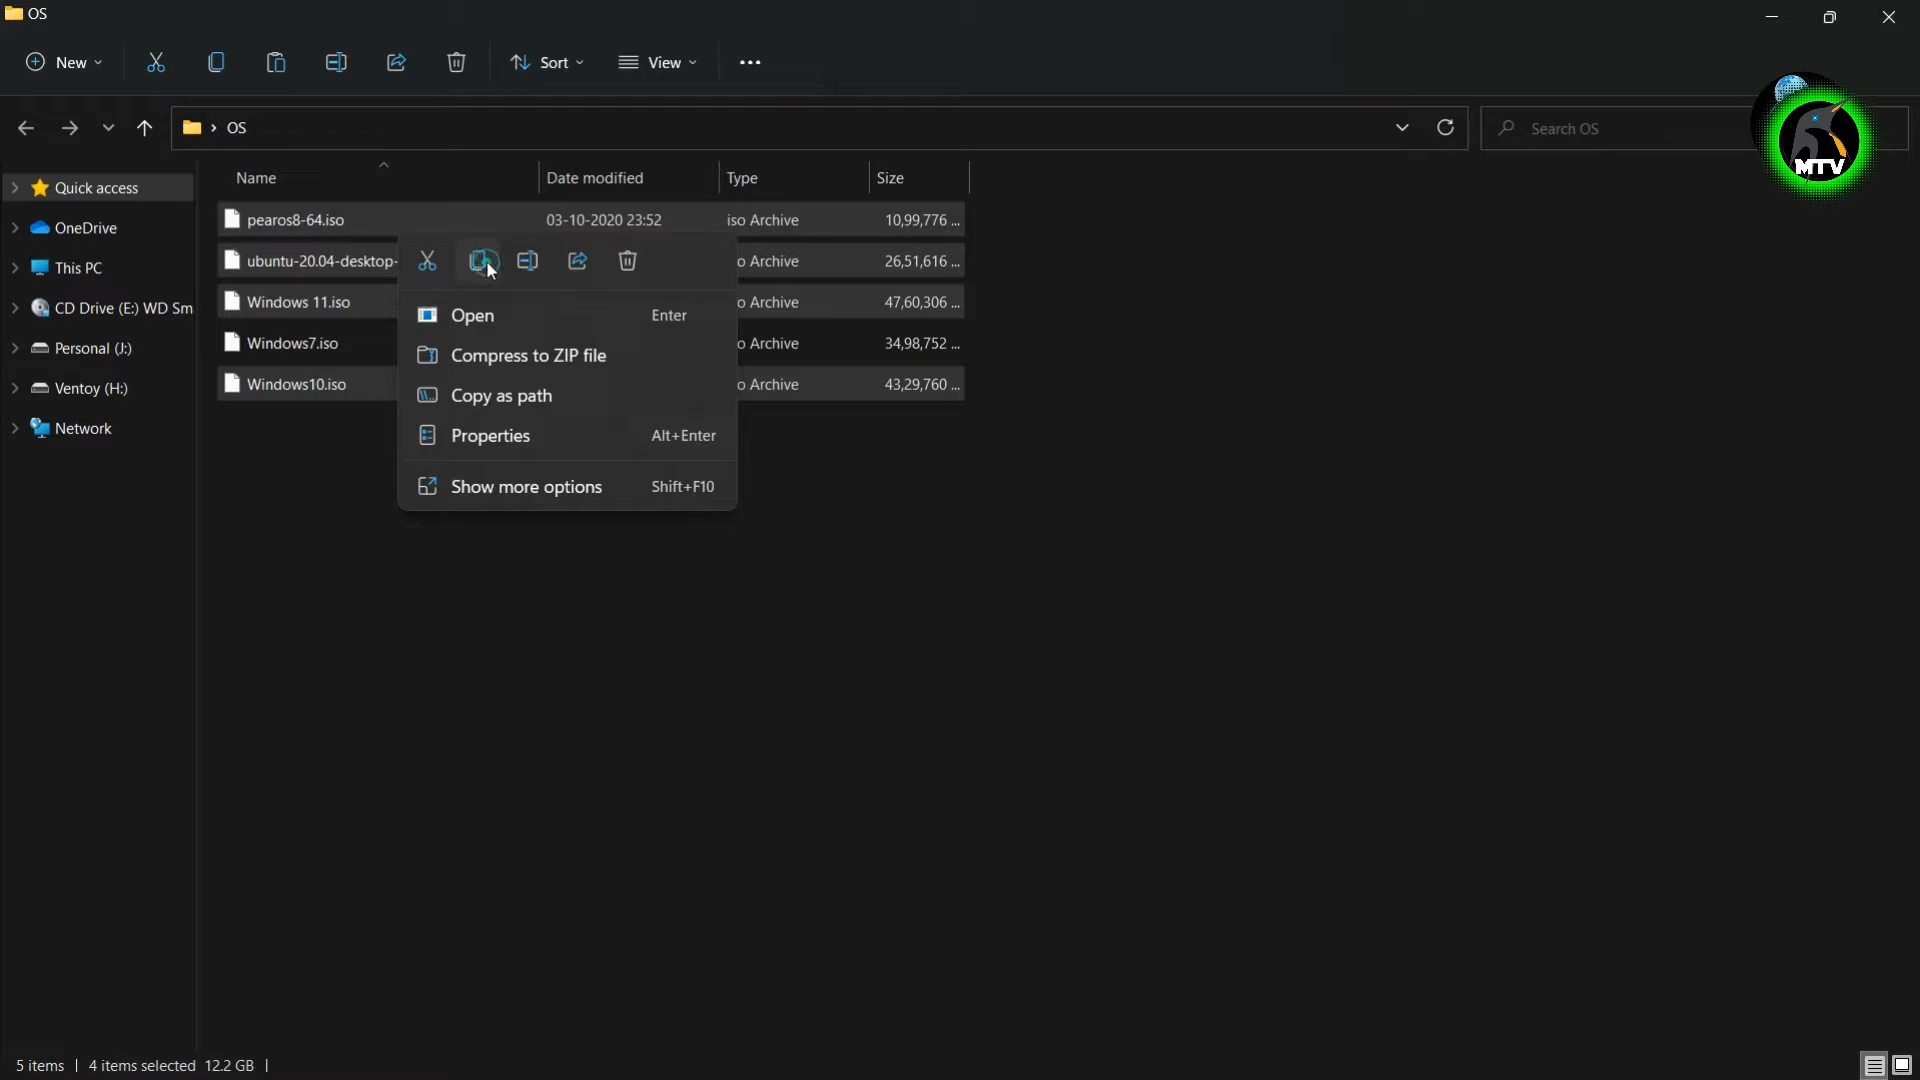 OS
New
Sort
View
OS
Search OS
MTV
Name Date modified Type Size
Quick access
OneDrive
This PC
CD Drive (E:) WD Sm
Personal (J:)
Ventoy (H:)
Network
pearos8-64.iso 03-10-2020 23:52 iso Archive 10,99,776 ...
ubuntu-20.04-desktop- o Archive 26,51,616 ...
Windows 11.iso o Archive 47,60,306 ...
Windows7.iso o Archive 34,98,752 ...
Windows10.iso o Archive 43,29,760 ...
Open Enter
Compress to ZIP file
Copy as path
Properties Alt+Enter
Show more options Shift+F10
5 items | 4 items selected 12.2 GB |